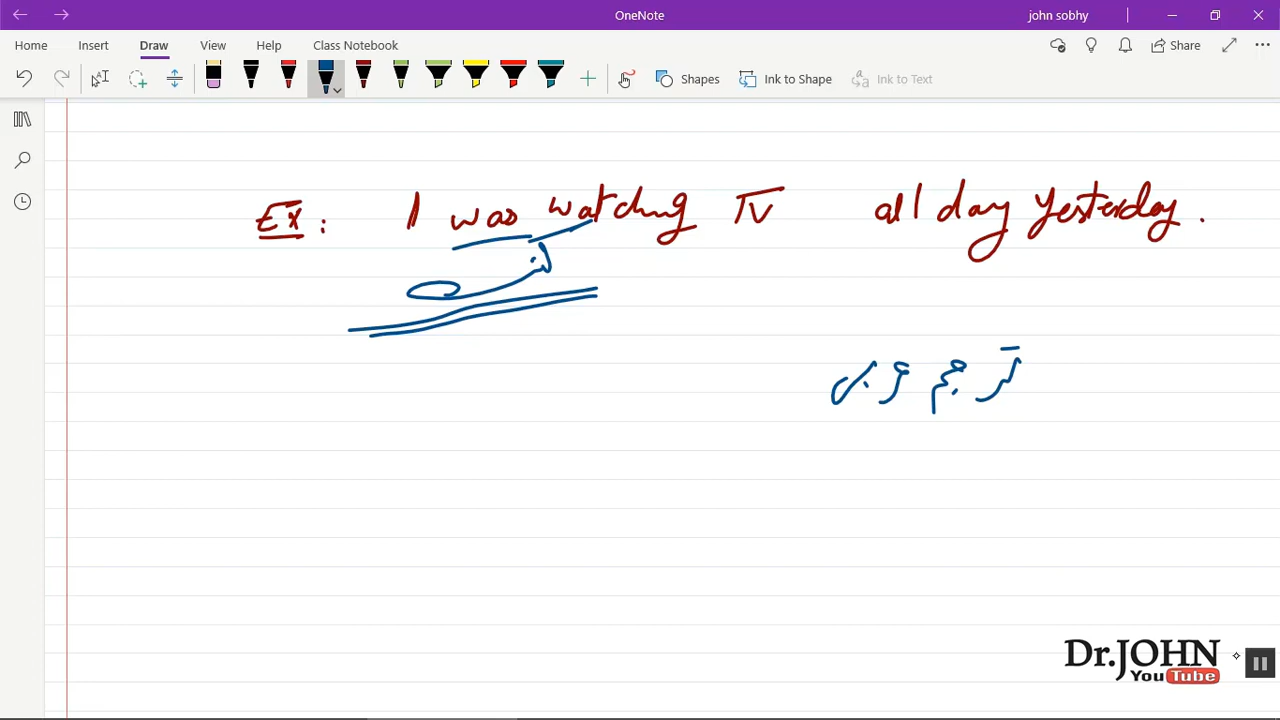 OneNote
john sobhy
Home Insert Draw View Help Class Notebook Share
Shapes Ink to Shape Ink to Text
Ex: I was watching TV all day yesterday.
Dr.JOHN
YouTube